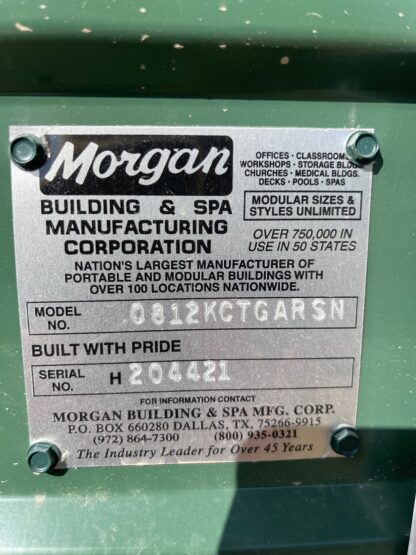 Morgan
OFFICES · CLASSROOMS
WORKSHOPS · STORAGE BLDG
CHURCHES · MEDICAL BLDGS.
DECKS · POOLS · SPAS
BUILDING & SPA
MANUFACTURING
CORPORATION
MODULAR SIZES &
STYLES UNLIMITED
OVER 750,000 IN
USE IN 50 STATES
NATION'S LARGEST MANUFACTURER OF
PORTABLE AND MODULAR BUILDINGS WITH
OVER 100 LOCATIONS NATIONWIDE.
MODEL
NO.
0812KCTGARSN
BUILT WITH PRIDE
SERIAL
NO.
H 204421
FOR INFORMATION CONTACT
MORGAN BUILDING & SPA MFG. CORP.
P.O. BOX 660280 DALLAS, TX, 75266-9915
(972) 864-7300 (800) 935-0321
The Industry Leader for Over 45 Years